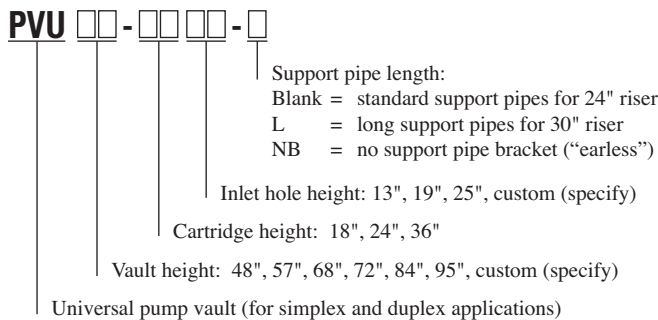 PVU □□-□□□□-□
Support pipe length:
Blank = standard support pipes for 24" riser
L = long support pipes for 30" riser
NB = no support pipe bracket (“earless”)
Inlet hole height: 13", 19", 25", custom (specify)
Cartridge height: 18", 24", 36"
Vault height: 48", 57", 68", 72", 84", 95", custom (specify)
Universal pump vault (for simplex and duplex applications)